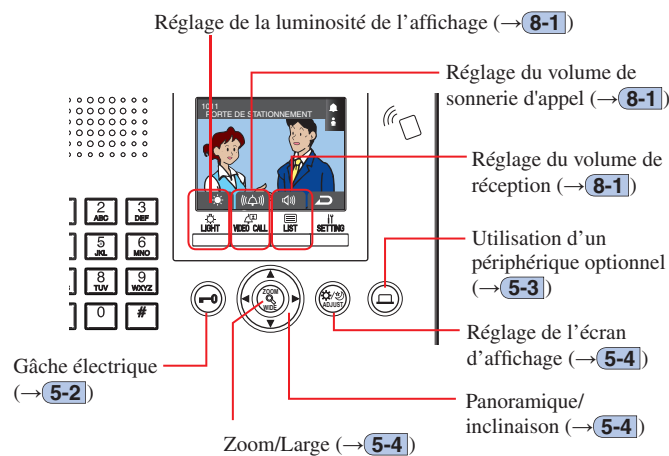 Réglage de la luminosité de l’affichage (→8-1)
Réglage du volume de
sonnerie d'appel (→8-1)
Réglage du volume de
réception (→8-1)
Utilisation d’un
périphérique optionnel
(→5-3)
Réglage de l’écran
d’affichage (→5-4)
Panoramique/
inclinaison (→5-4)
Zoom/Large (→5-4)
Gâche électrique
(→5-2)
1011
PORTE DE STATIONNEMENT
LIGHT
VIDEO CALL
LIST
SETTING
2 ABC
3 DEF
5 JKL
6 MNO
8 TUV
9 WXYZ
0
#
ZOOM
WIDE
ADJUST